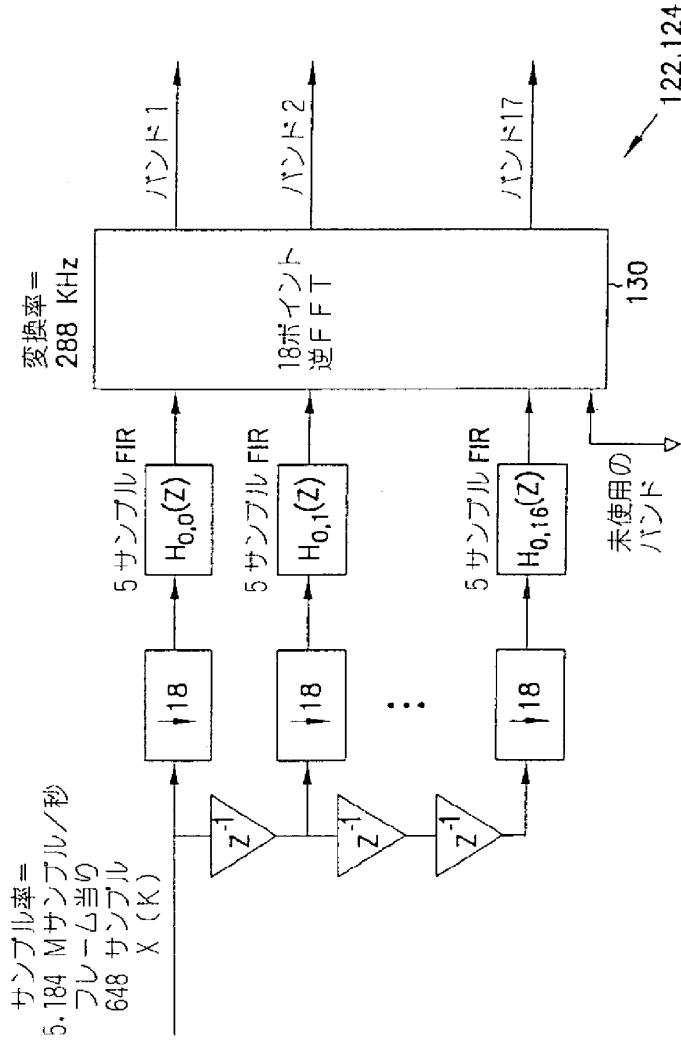 サンプル率=
5.184 Mサンプル/秒
フレーム当り
648 サンプル
X (K)
z-1
z-1
z-1
↓18
↓18
↓18
5サンプル FIR
H0,0(Z)
5サンプル FIR
H0,1(Z)
5サンプル FIR
H0,16(Z)
未使用の
バンド
変換率=
288 KHz
18ポイント
逆FFT
130
バンド1
バンド2
バンド17
122,124